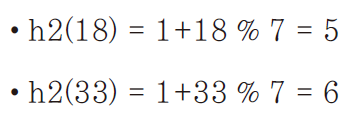 • h2(18) = 1+18 % 7 = 5
• h2(33) = 1+33 % 7 = 6